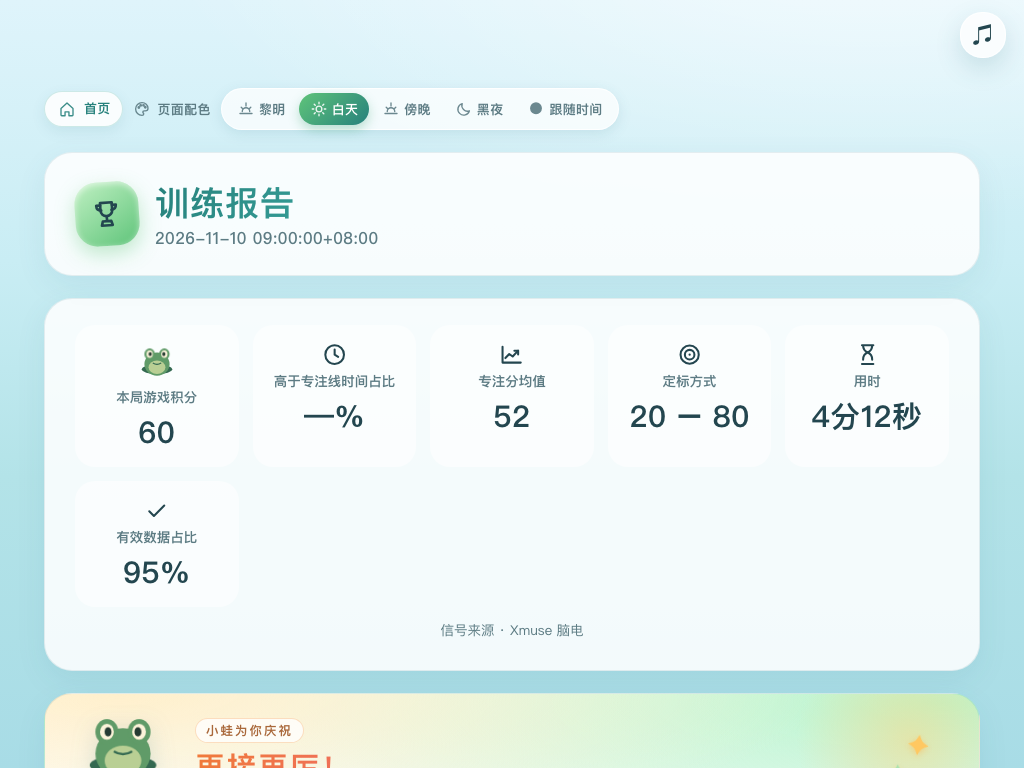 首页
页面配色
黎明
白天
傍晚
黑夜
跟随时间
训练报告
2026-11-10 09:00:00+08:00
本局游戏积分
60
高于专注线时间占比
—%
专注分均值
52
定标方式
20 — 80
用时
4分12秒
有效数据占比
95%
信号来源 · Xmuse 脑电
小蛙为你庆祝
再接再厉！